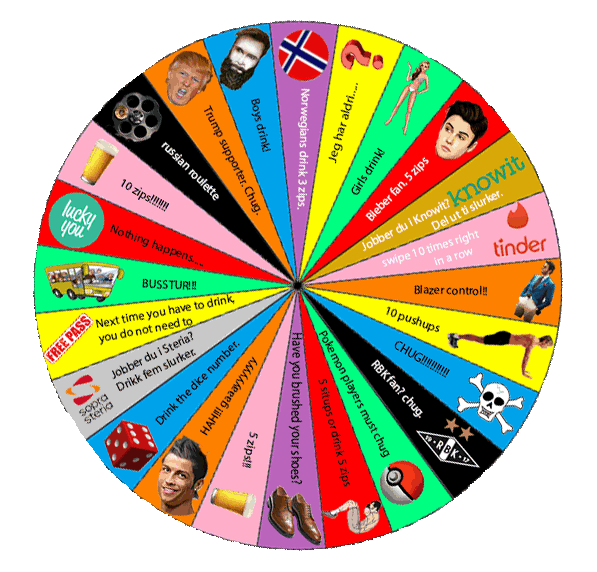 Norwegians drink 3 zips.
Jeg har aldri....
Girls drink!
Bieber fan. 5 zips
Jobber du i Knowit?
Del ut ti slurker.
knowit
swipe 10 times right
in a row
tinder
Blazer control!!
10 pushups
CHUG!!!!!!!!!!
RBK fan? chug.
19 RBK 17
Pokemon players must chug
5 situps or drink 5 zips
Have you brushed your shoes?
5 zips!!!
HAH!!! gaaayyyyyy
Drink the dice number.
Jobber du i Steria?
Drikk fem slurker.
sopra
steria
Next time you have to drink,
you do not need to
FREE PASS
BUSSTUR!!!
Nothing happens....
lucky
you
10 zips!!!!!!!
russian roulette
Trump supporter. Chug.
Boys drink!